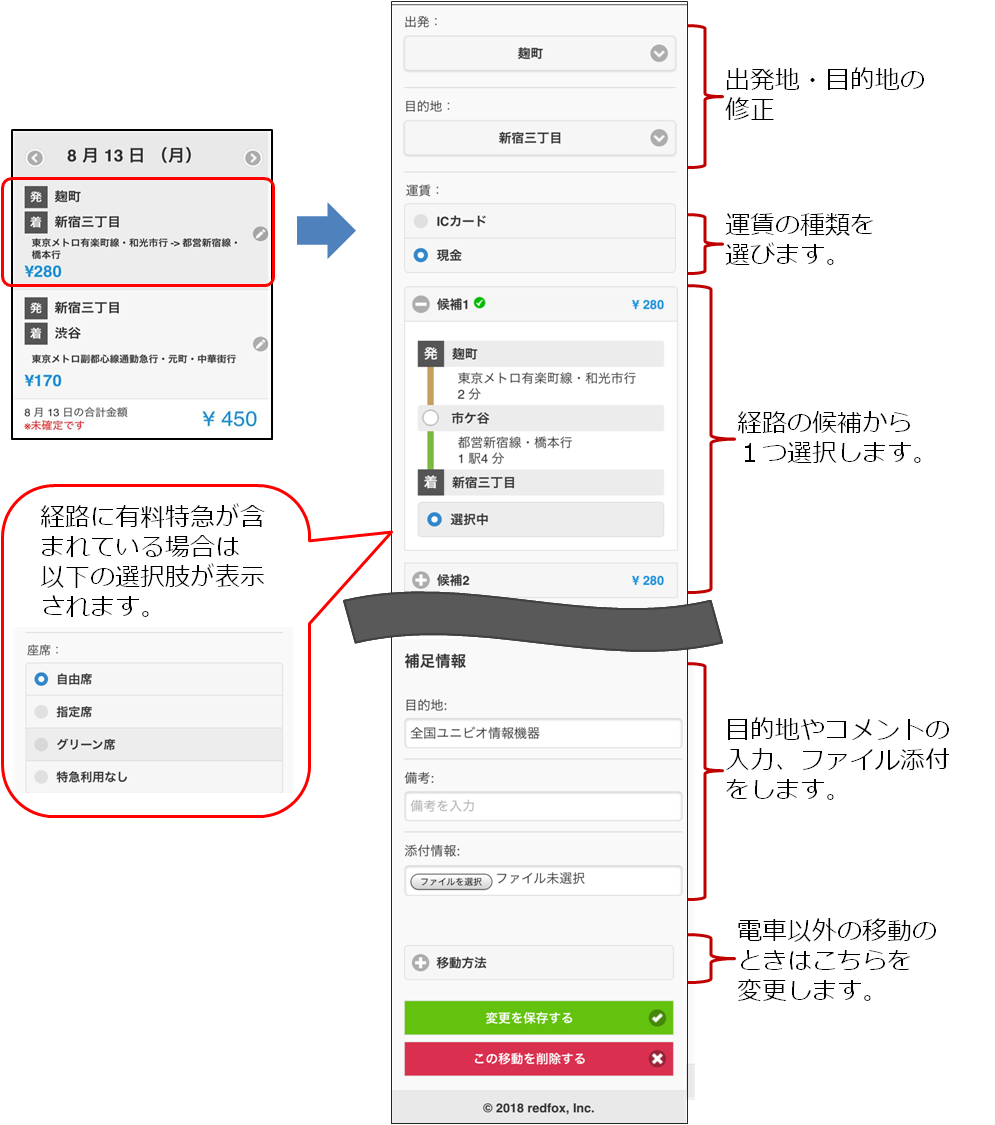 8 月 13 日 （月）
発 麹町
着 新宿三丁目
東京メトロ有楽町線・和光市行 -> 都営新宿線・
橋本行
¥280
発 新宿三丁目
着 渋谷
東京メトロ副都心線通勤急行・元町・中華街行
¥170
8 月 13 日の合計金額
※未確定です
¥ 450
経路に有料特急が含
まれている場合は
以下の選択肢が表示
されます。
座席：
自由席
指定席
グリーン席
特急利用なし
出発：
麹町
目的地：
新宿三丁目
出発地・目的地の
修正
運賃：
ICカード
現金
運賃の種類を
選びます。
候補1 ¥ 280
発 麹町
東京メトロ有楽町線・和光市行
2 分
市ケ谷
都営新宿線・橋本行
1 駅4 分
着 新宿三丁目
選択中
候補2 ¥ 280
経路の候補から
１つ選択します。
補足情報
目的地:
全国ユニビオ情報機器
備考:
備考を入力
添付情報:
ファイルを選択 ファイル未選択
目的地やコメントの
入力、ファイル添付
をします。
移動方法
電車以外の移動の
ときはこちらを
変更します。
変更を保存する
この移動を削除する
© 2018 redfox, Inc.